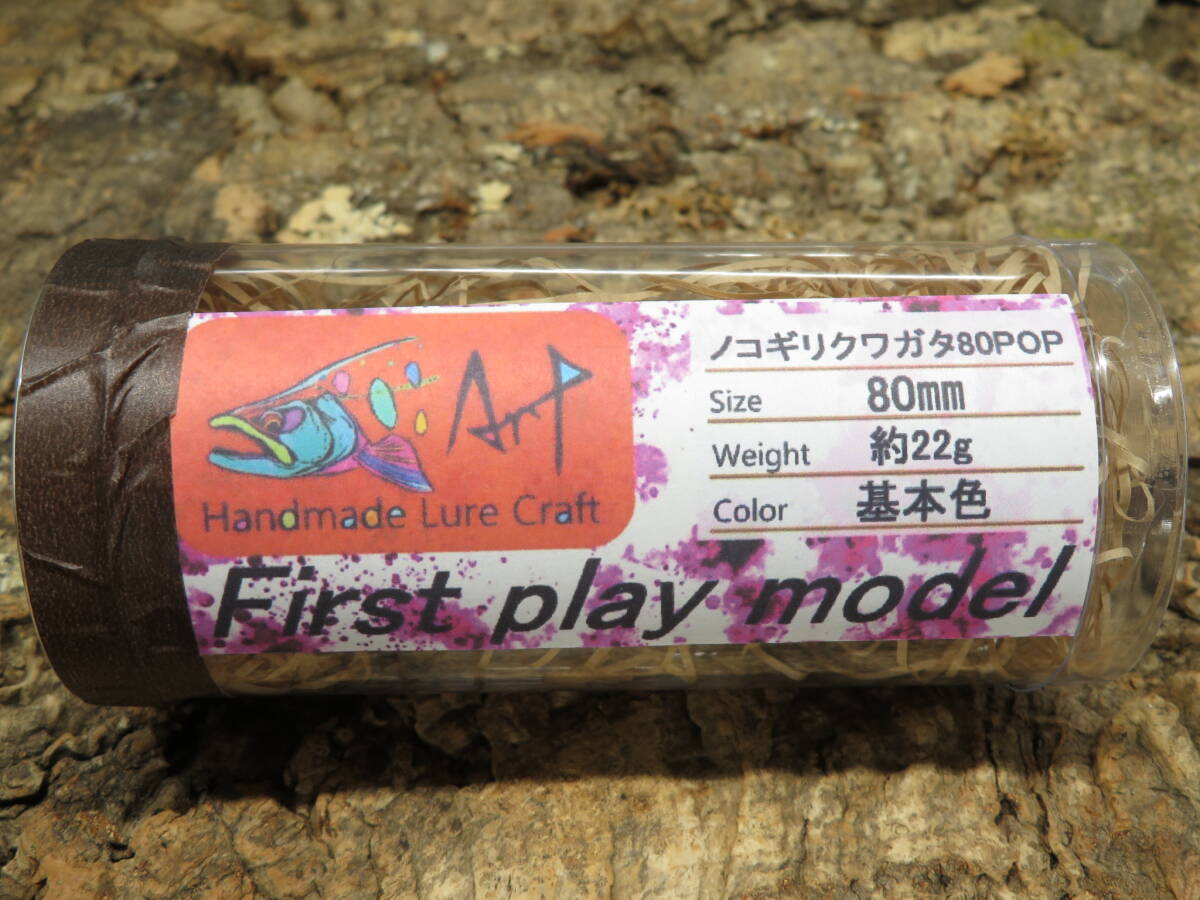 Art
Handmade Lure Craft
ノコギリクワガタ80POP
Size 80mm
Weight 約22g
Color 基本色
First play model